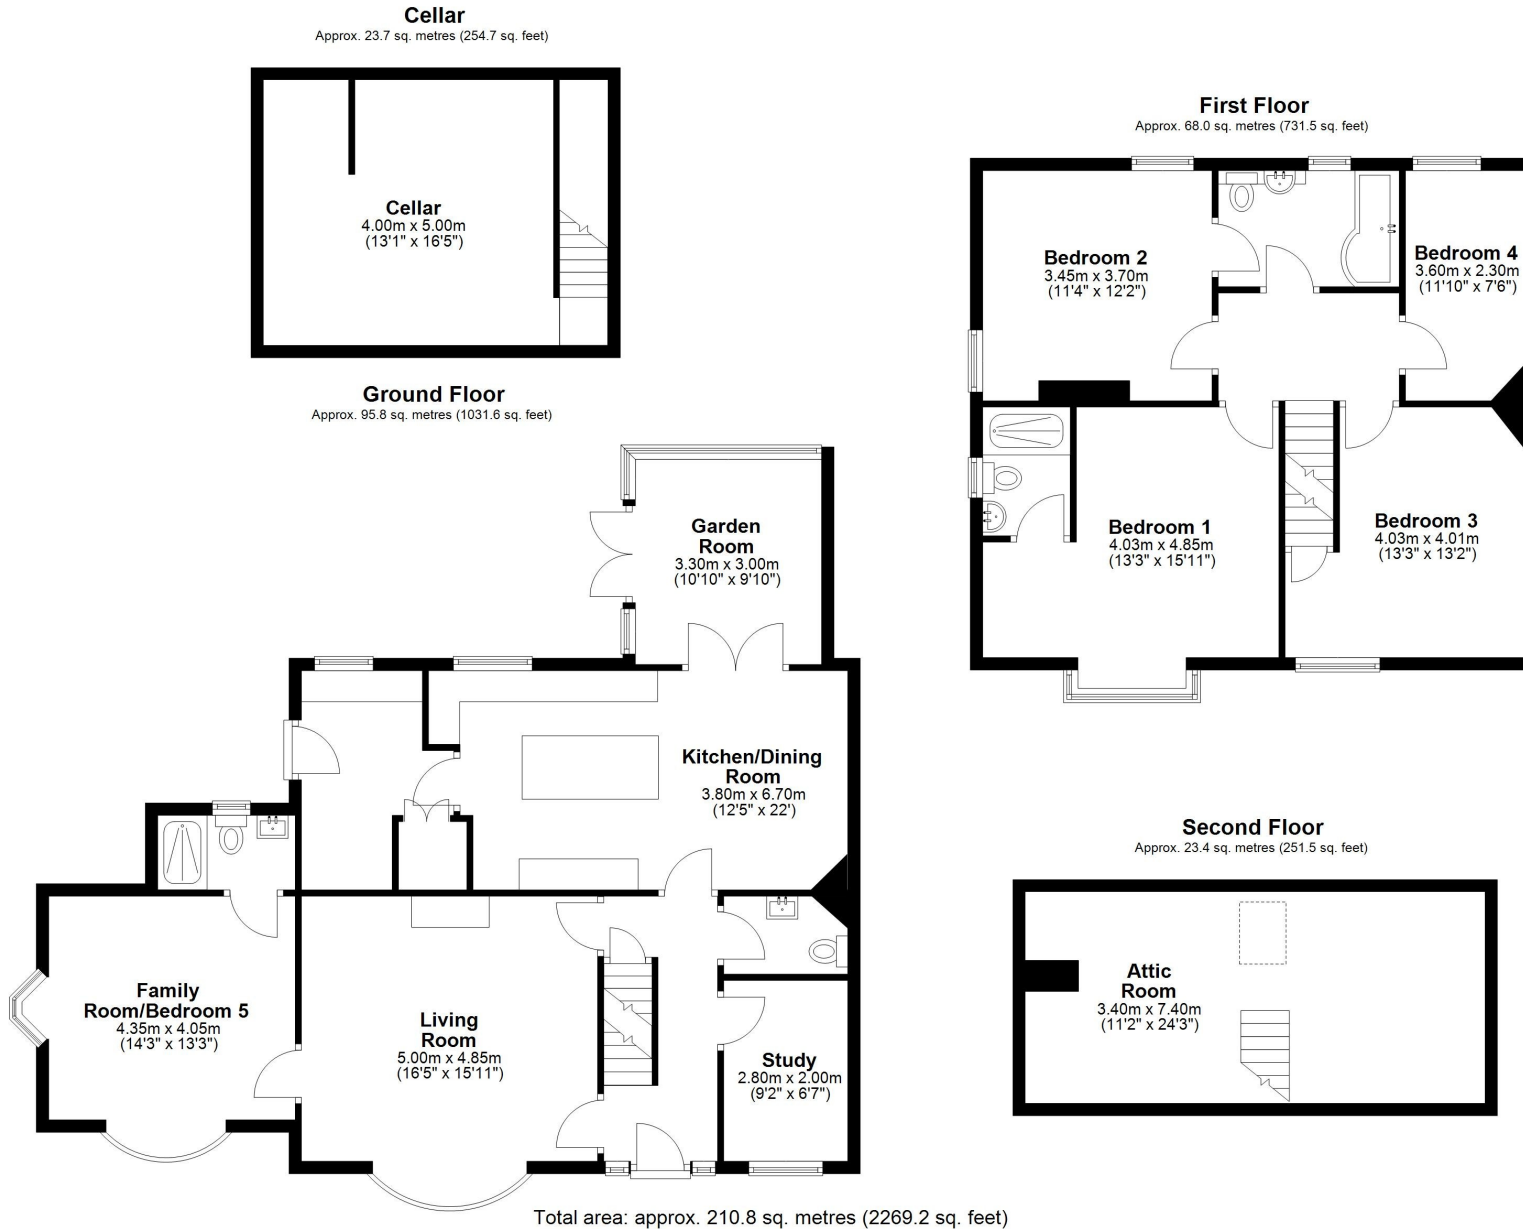 Cellar
Approx. 23.7 sq. metres (254.7 sq. feet)
Cellar
4.00m x 5.00m
(13'1" x 16'5")
First Floor
Approx. 68.0 sq. metres (731.5 sq. feet)
Bedroom 2
3.45m x 3.70m
(11'4" x 12'2")
Bedroom 4
3.60m x 2.30m
(11'10" x 7'6")
Bedroom 1
4.03m x 4.85m
(13'3" x 15'11")
Bedroom 3
4.03m x 4.01m
(13'3" x 13'2")
Ground Floor
Approx. 95.8 sq. metres (1031.6 sq. feet)
Garden
Room
3.30m x 3.00m
(10'10" x 9'10")
Kitchen/Dining
Room
3.80m x 6.70m
(12'5" x 22')
Family
Room/Bedroom 5
4.35m x 4.05m
(14'3" x 13'3")
Living
Room
5.00m x 4.85m
(16'5" x 15'11")
Study
2.80m x 2.00m
(9'2" x 6'7")
Second Floor
Approx. 23.4 sq. metres (251.5 sq. feet)
Attic
Room
3.40m x 7.40m
(11'2" x 24'3")
Total area: approx. 210.8 sq. metres (2269.2 sq. feet)